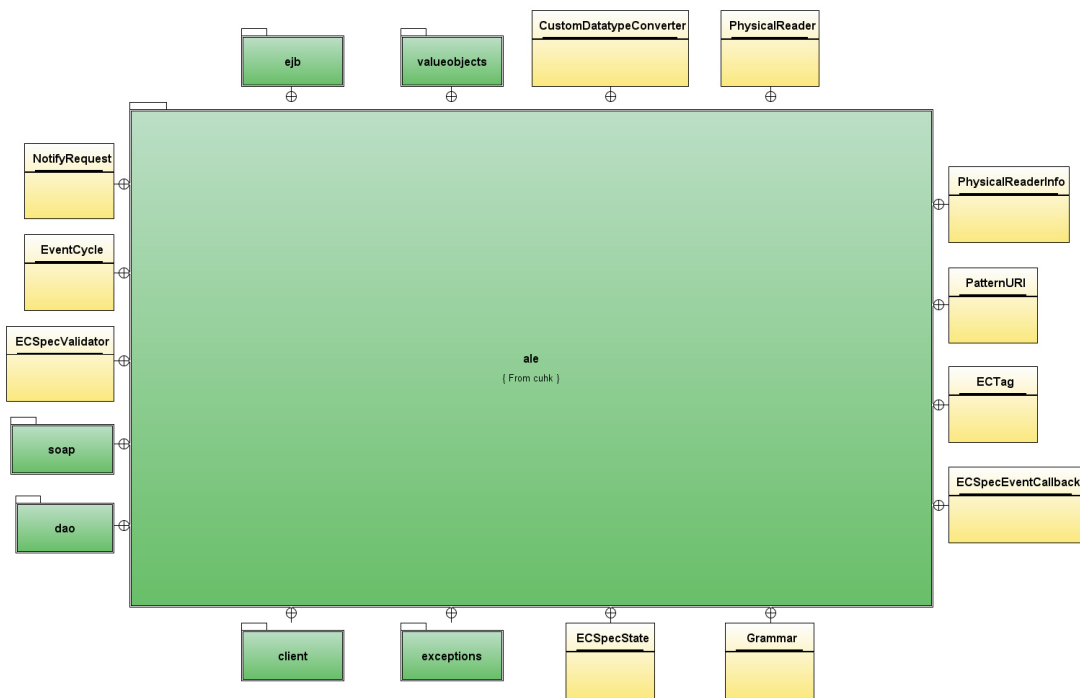 CustomDatatypeConverter
PhysicalReader
ejb
valueobjects
NotifyRequest
PhysicalReaderInfo
EventCycle
PatternURI
ECSpecValidator
ale
{ From cuhk }
ECTag
soap
ECSpecEventCallback
dao
ECSpecState
Grammar
client
exceptions